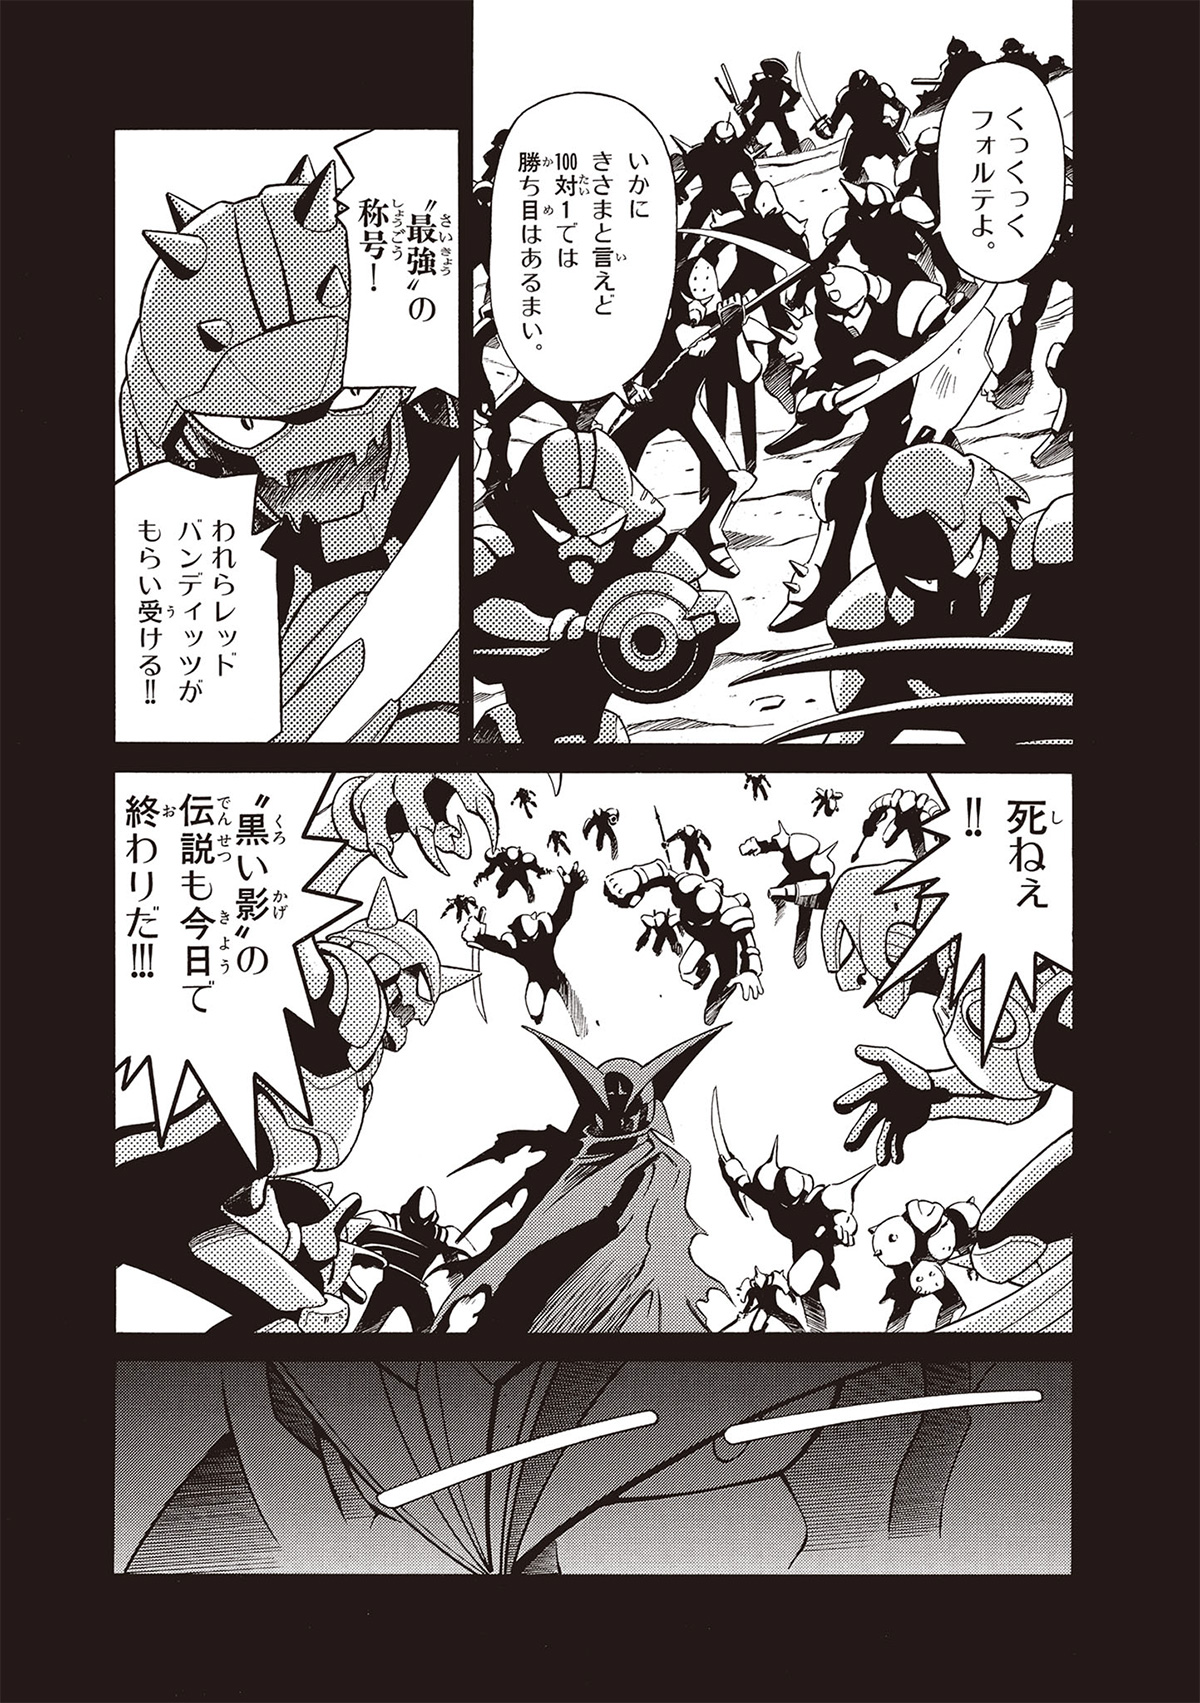 くっくっく
フォルテよ。
いかに
きさまと言えど
100対1では
勝ち目はあるまい。
〝最強〟の
称号!
われらレッド
バンディッツが
もらい受ける!!
死ねえ
!!
〝黒い影〟の
伝説も今日で
終わりだ!!!